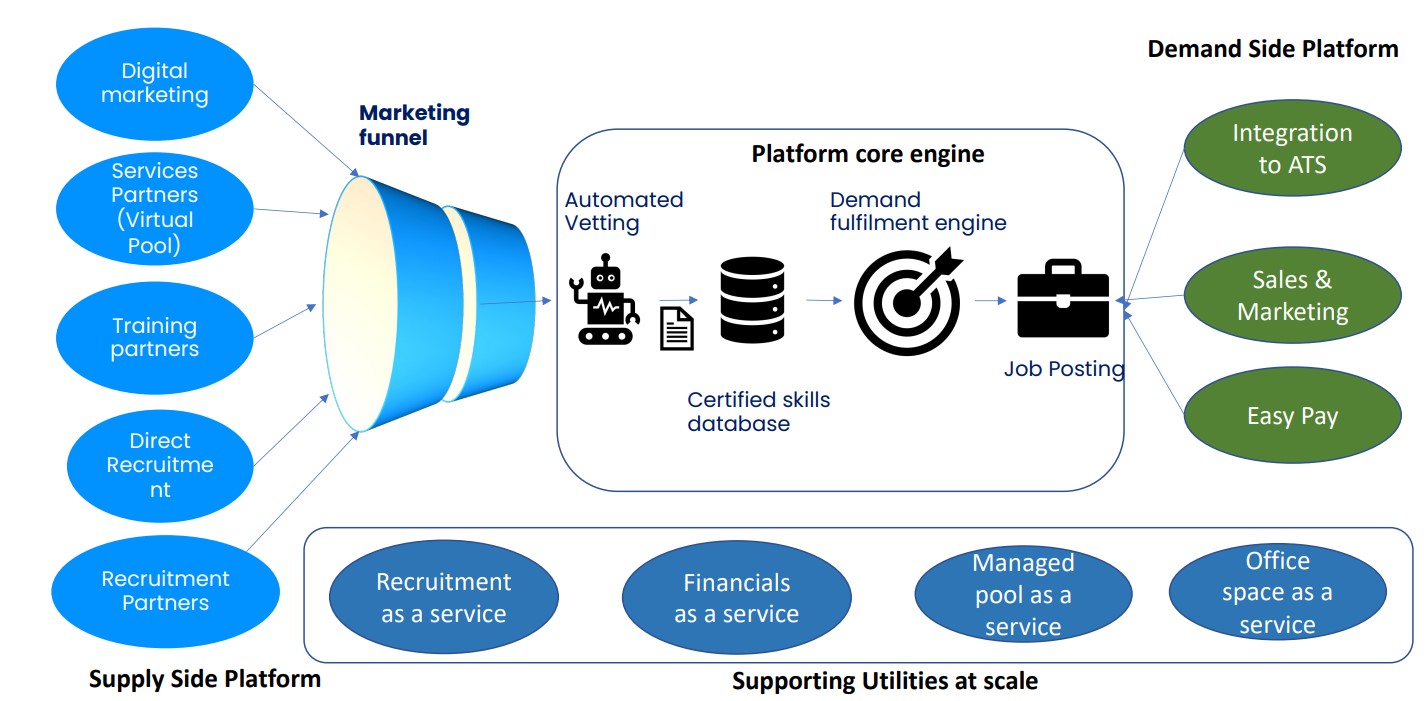 Demand Side Platform
Digital
marketing
Services
Partners
(Virtual
Pool)
Training
partners
Direct
Recruitme
nt
Recruitment
Partners
Supply Side Platform
Marketing
funnel
Platform core engine
Automated
Vetting
Certified skills
database
Demand
fulfilment engine
Job Posting
Integration
to ATS
Sales &
Marketing
Easy Pay
Recruitment
as a service
Financials
as a service
Managed
pool as a
service
Office
space as a
service
Supporting Utilities at scale